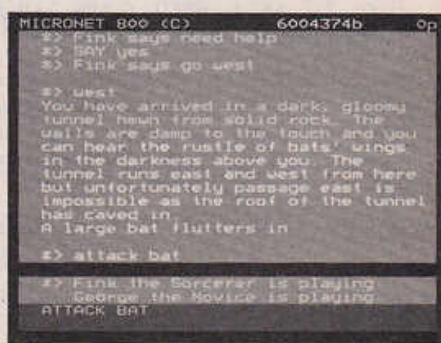 MICRONET 800 (C) 6004374b 0p
*> Fink says need help
*> SAY yes
*> Fink says go west
*> west
You have arrived in a dark, gloomy
tunnel hewn from solid rock. The
walls are damp to the touch and you
can hear the rustle of bats' wings
in the darkness above you. The
tunnel runs east and west from here
but unfortunately passage east is
impossible as the roof of the tunnel
has caved in
A large bat flutters in
*> attack bat
*> Fink the Sorcerer is playing
George the Novice is playing
ATTACK BAT